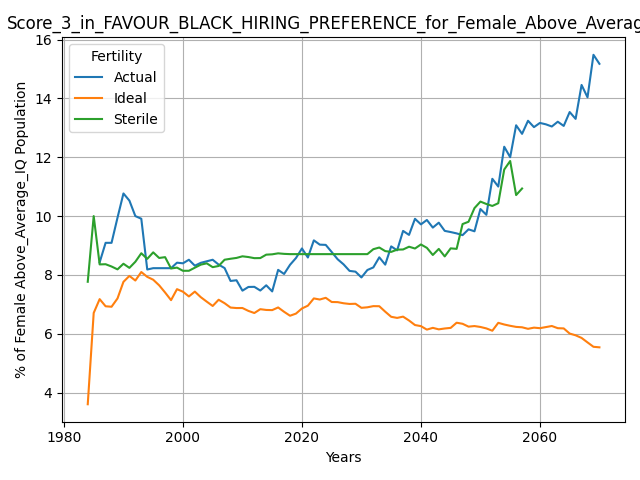 Score_3_in_FAVOUR_BLACK_HIRING_PREFERENCE_for_Female_Above_Averag
Fertility
Actual
Ideal
Sterile
% of Female Above_Average_IQ Population
16
14
12
10
8
6
4
1980 2000 2020 2040 2060
Years